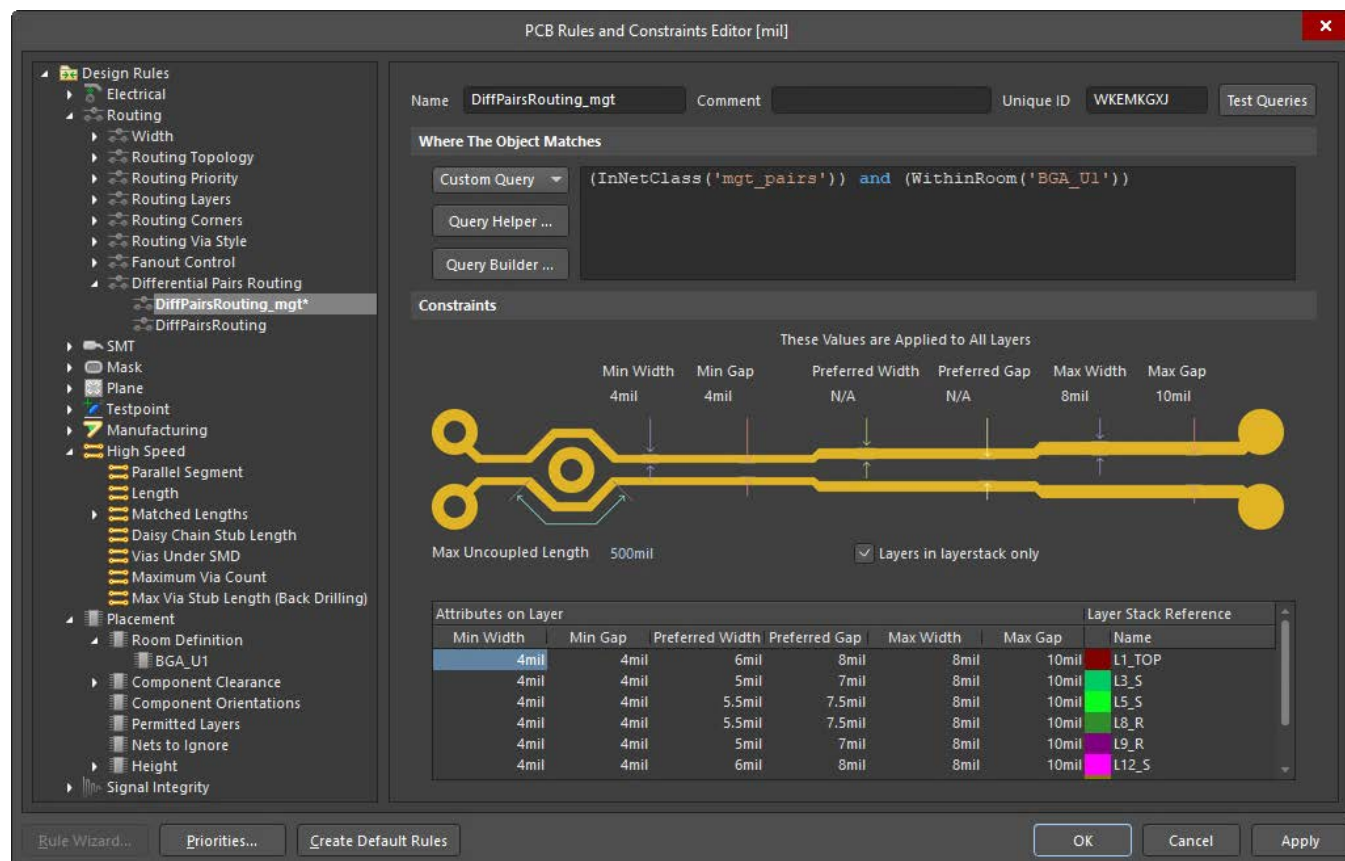 PCB Rules and Constraints Editor [mil]
Design Rules
Electrical
Routing
Width
Routing Topology
Routing Priority
Routing Layers
Routing Corners
Routing Via Style
Fanout Control
Differential Pairs Routing
DiffPairsRouting_mgt*
DiffPairsRouting
SMT
Mask
Plane
Testpoint
Manufacturing
High Speed
Parallel Segment
Length
Matched Lengths
Daisy Chain Stub Length
Vias Under SMD
Maximum Via Count
Max Via Stub Length (Back Drilling)
Placement
Room Definition
BGA_U1
Component Clearance
Component Orientations
Permitted Layers
Nets to Ignore
Height
Signal Integrity
Name DiffPairsRouting_mgt Comment Unique ID WKEMKGXJ Test Queries
Where The Object Matches
Custom Query (InNetClass('mgt_pairs')) and (WithinRoom('BGA_U1'))
Query Helper ...
Query Builder ...
Constraints
These Values are Applied to All Layers
Min Width Min Gap Preferred Width Preferred Gap Max Width Max Gap
4mil 4mil N/A N/A 8mil 10mil
Max Uncoupled Length 500mil Layers in layerstack only
Attributes on Layer Layer Stack Reference
Min Width Min Gap Preferred Width Preferred Gap Max Width Max Gap Name
4mil 4mil 6mil 8mil 8mil 10mil L1_TOP
4mil 4mil 5mil 7mil 8mil 10mil L3_S
4mil 4mil 5.5mil 7.5mil 8mil 10mil L5_S
4mil 4mil 5.5mil 7.5mil 8mil 10mil L8_R
4mil 4mil 5mil 7mil 8mil 10mil L9_R
4mil 4mil 6mil 8mil 8mil 10mil L12_S
Rule Wizard... Priorities... Create Default Rules OK Cancel Apply